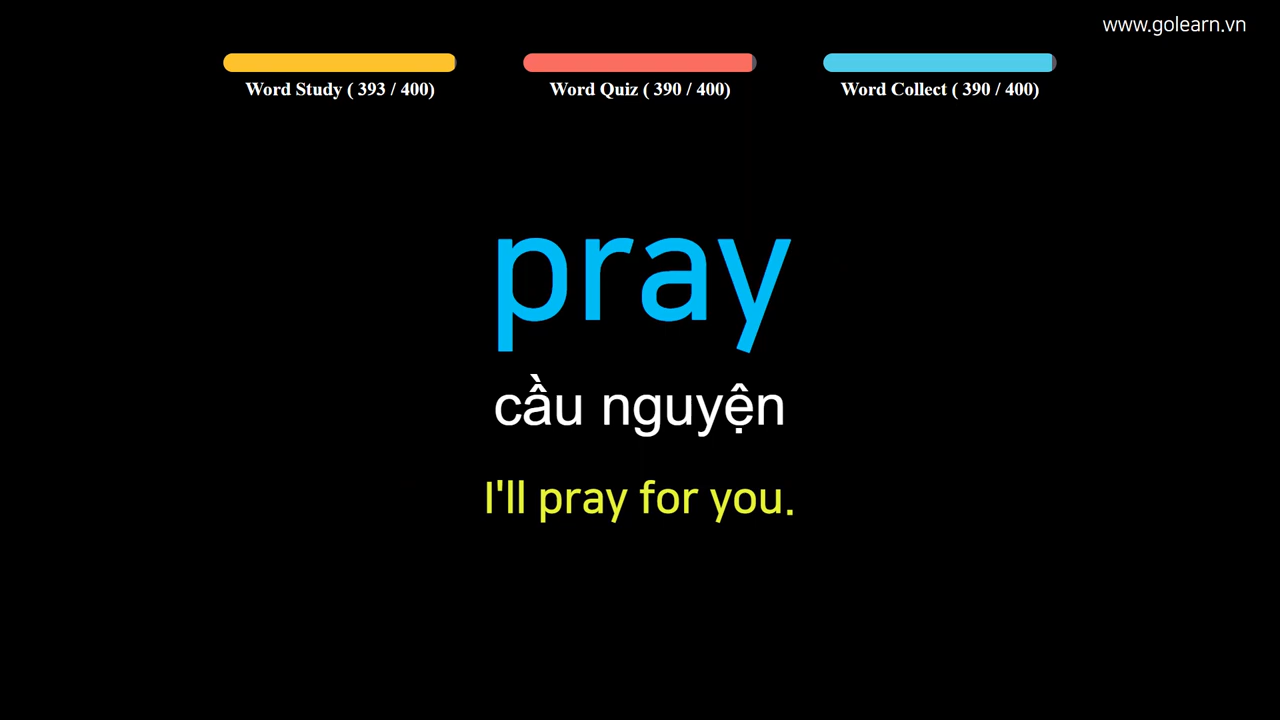 www.golearn.vn
Word Study ( 393 / 400)
Word Quiz ( 390 / 400)
Word Collect ( 390 / 400)
pray
cầu nguyện
I'll pray for you.